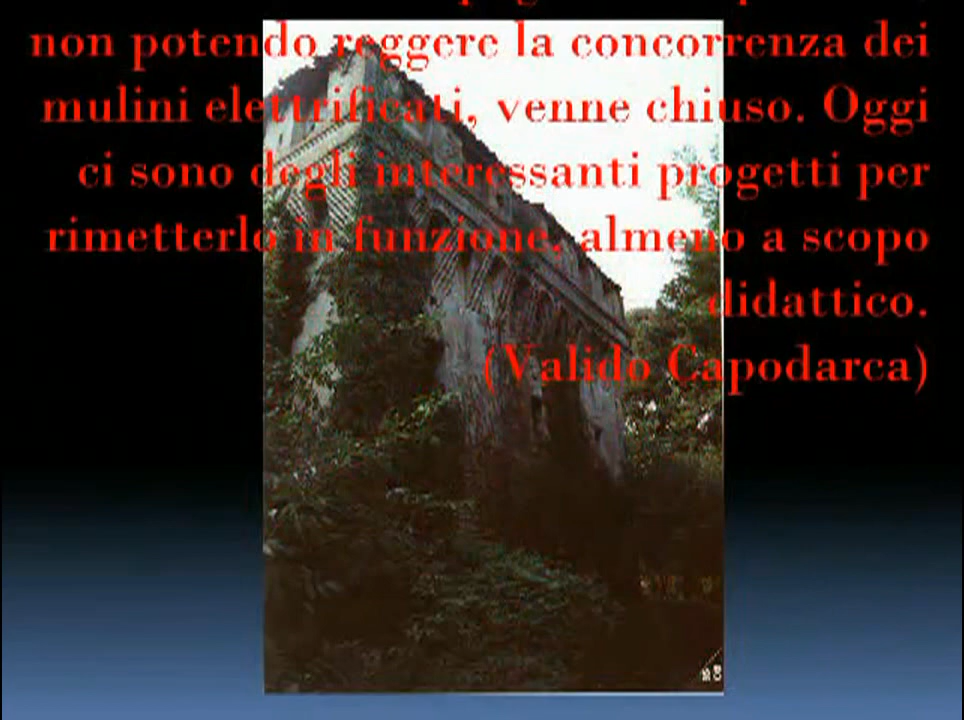 non potendo reggere la concorrenza dei
mulini elettrificati, venne chiuso. Oggi
ci sono degli interessanti progetti per
rimetterlo in funzione, almeno a scopo
didattico.
(Valido Capodarca)